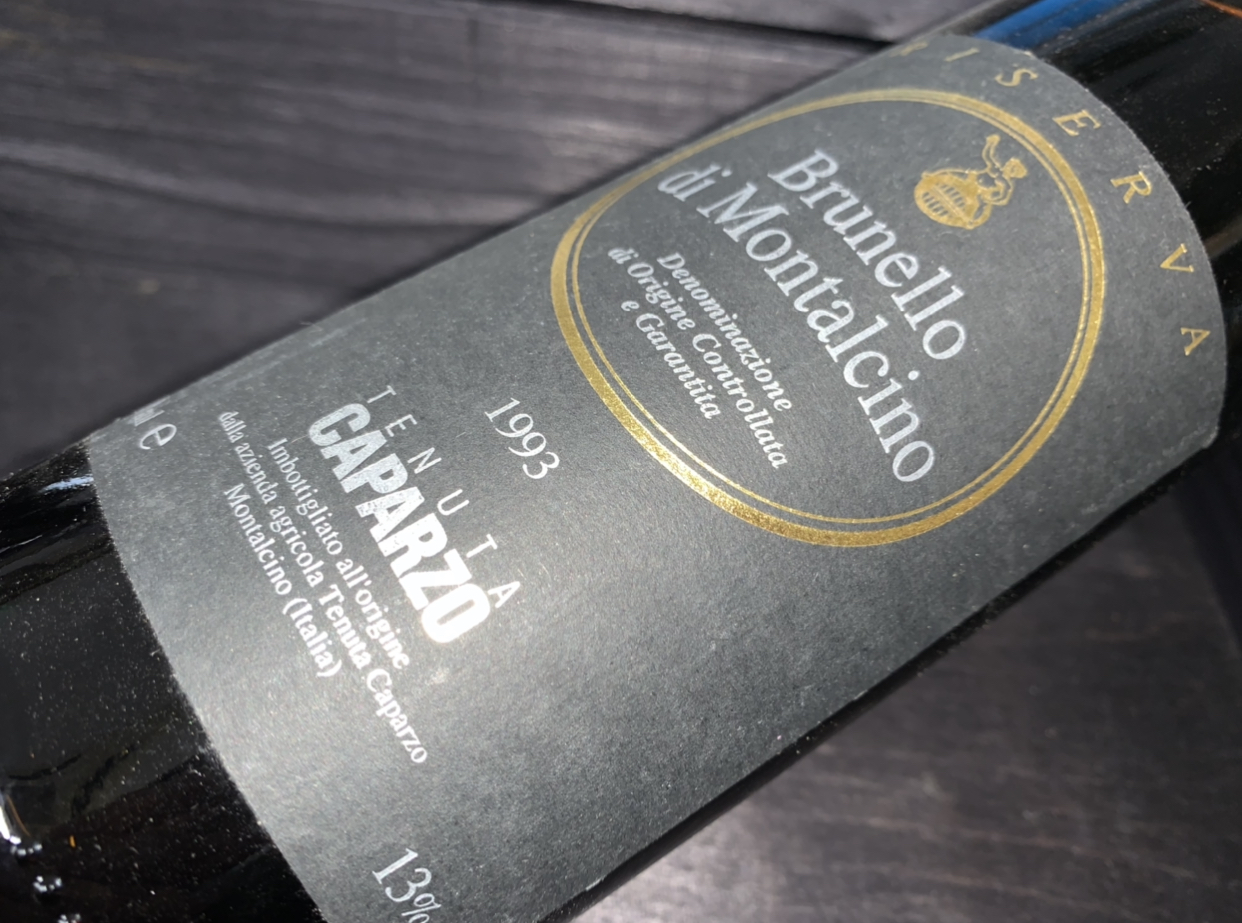 RISERVA
Brunello
di Montalcino
Denominazione
di Origine Controllata
e Garantita
1993
TENUTA
CAPARZO
Imbottigliato all'origine
dalla azienda agricola Tenuta Caparzo
Montalcino (Italia)
e
13%